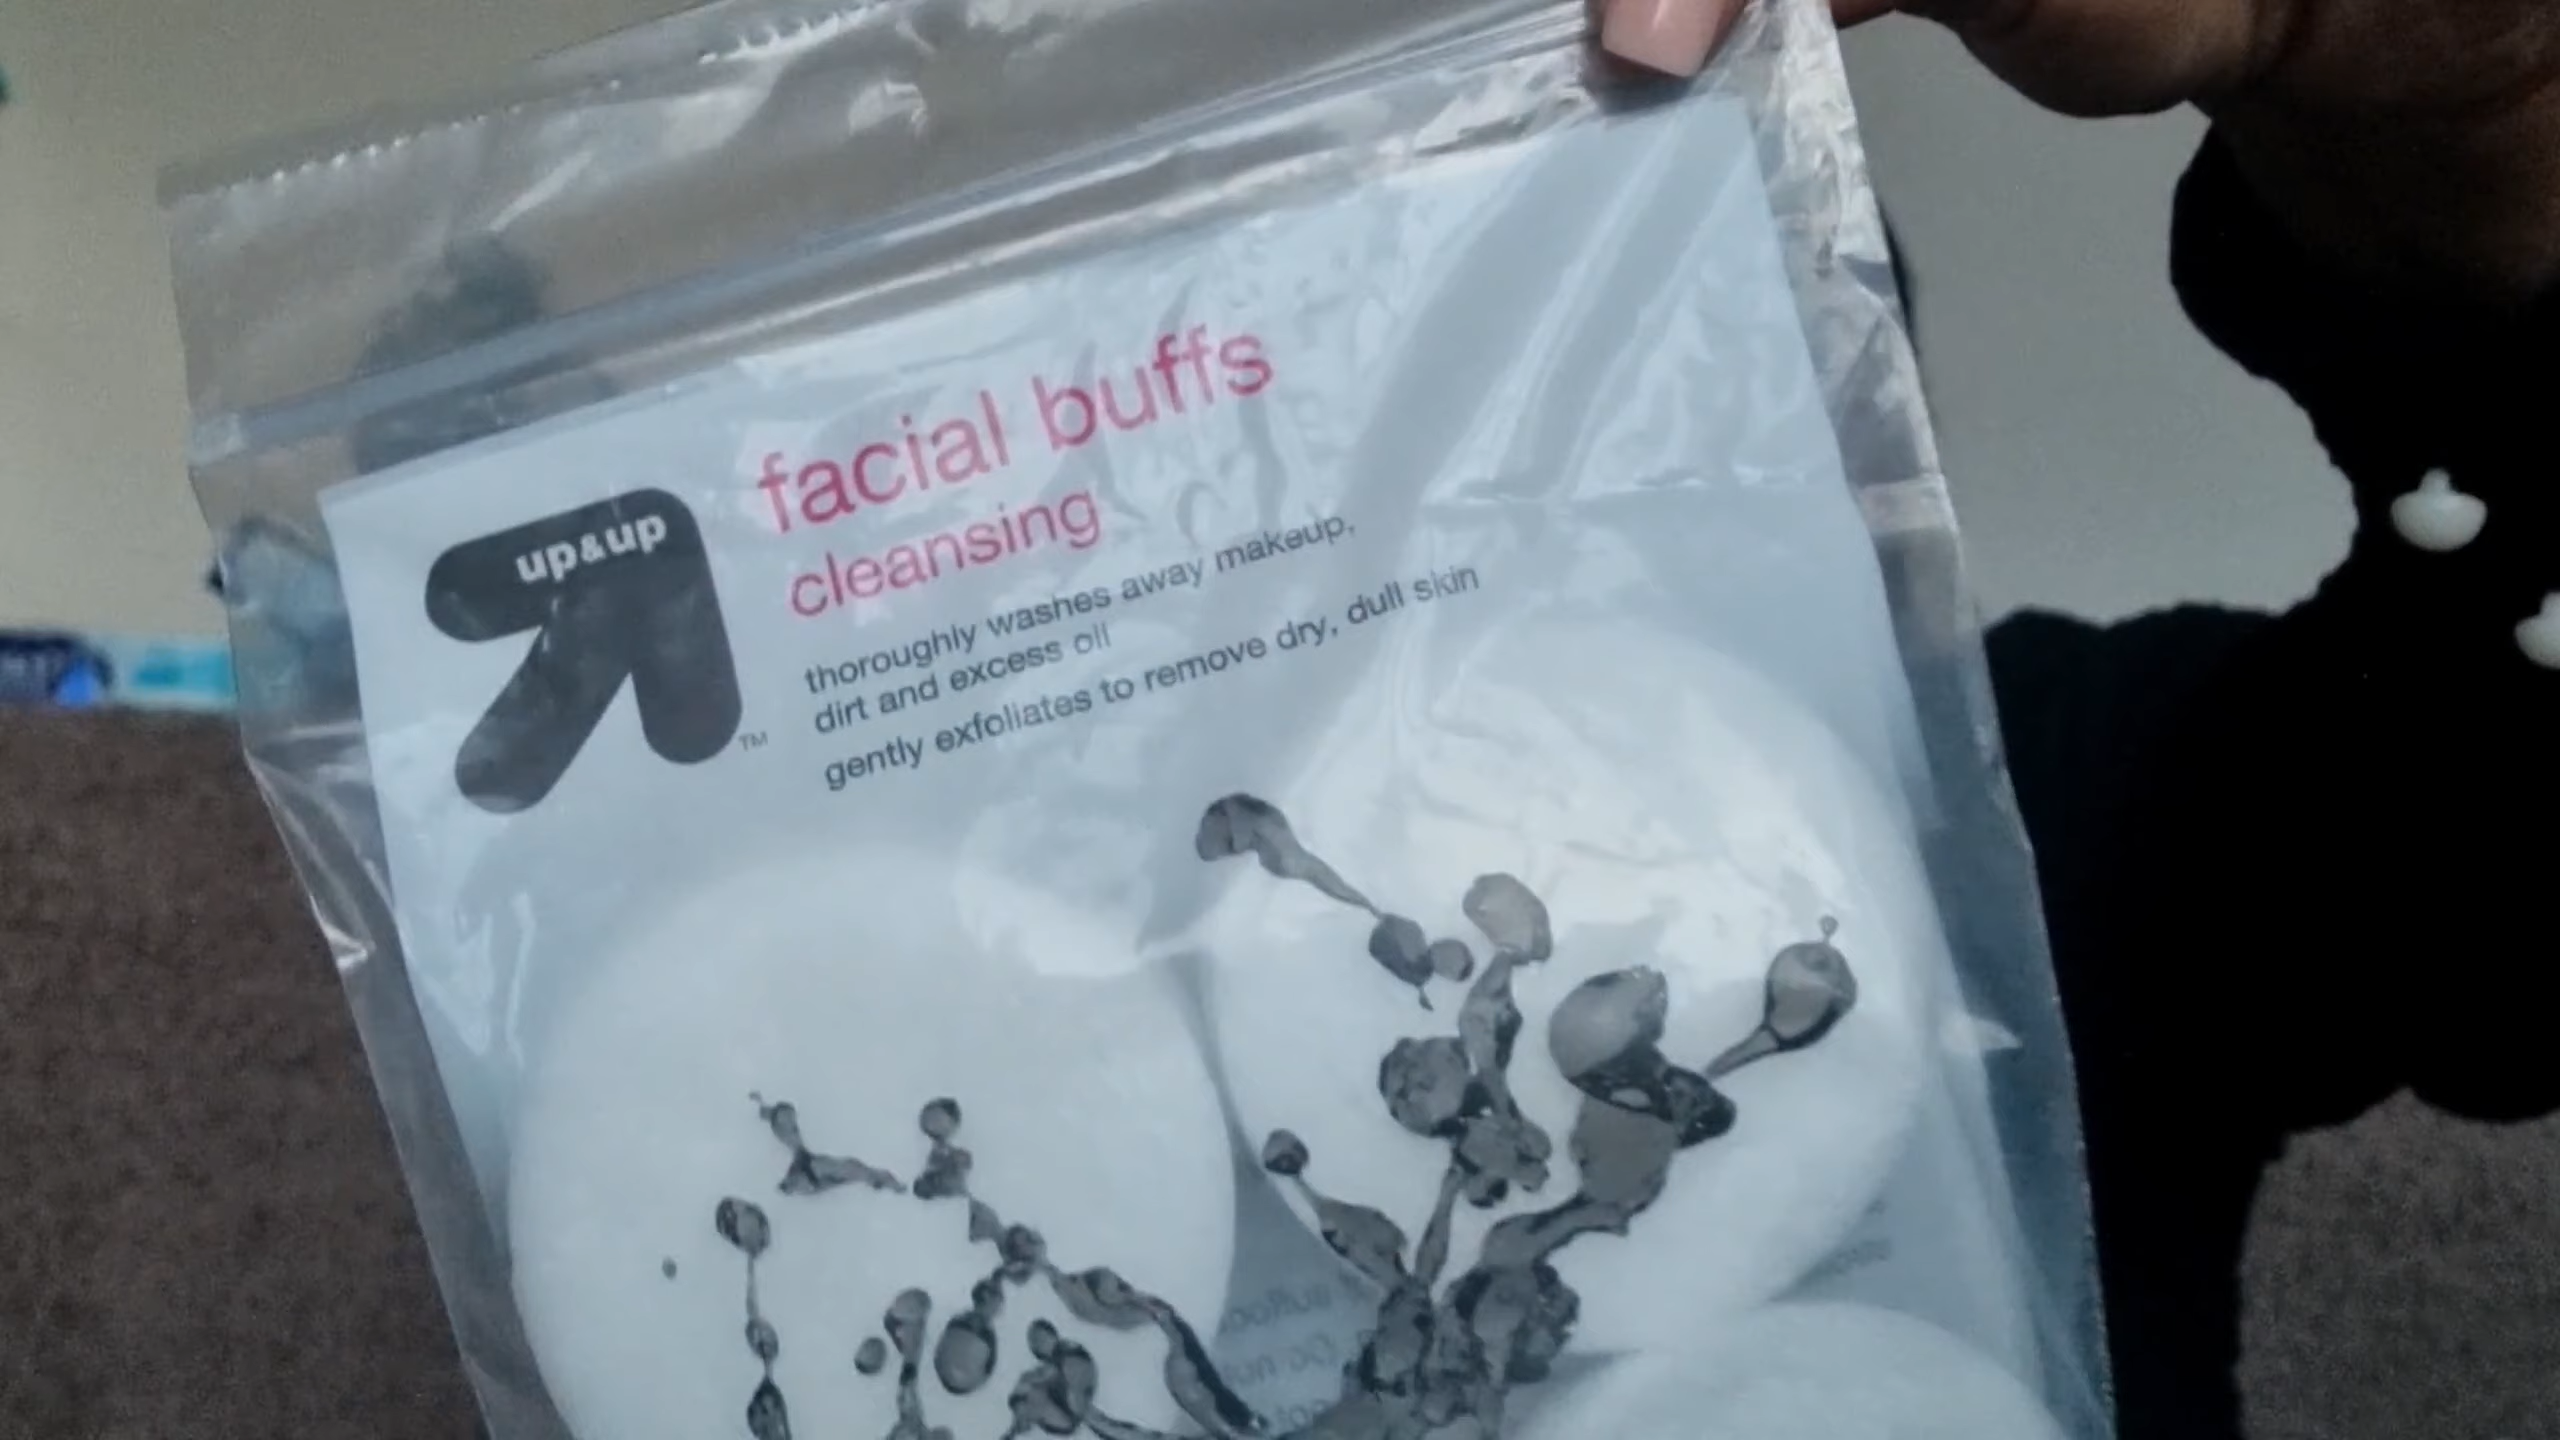 up&up
TM
facial buffs
cleansing
thoroughly washes away makeup,
dirt and excess oil
gently exfoliates to remove dry, dull skin